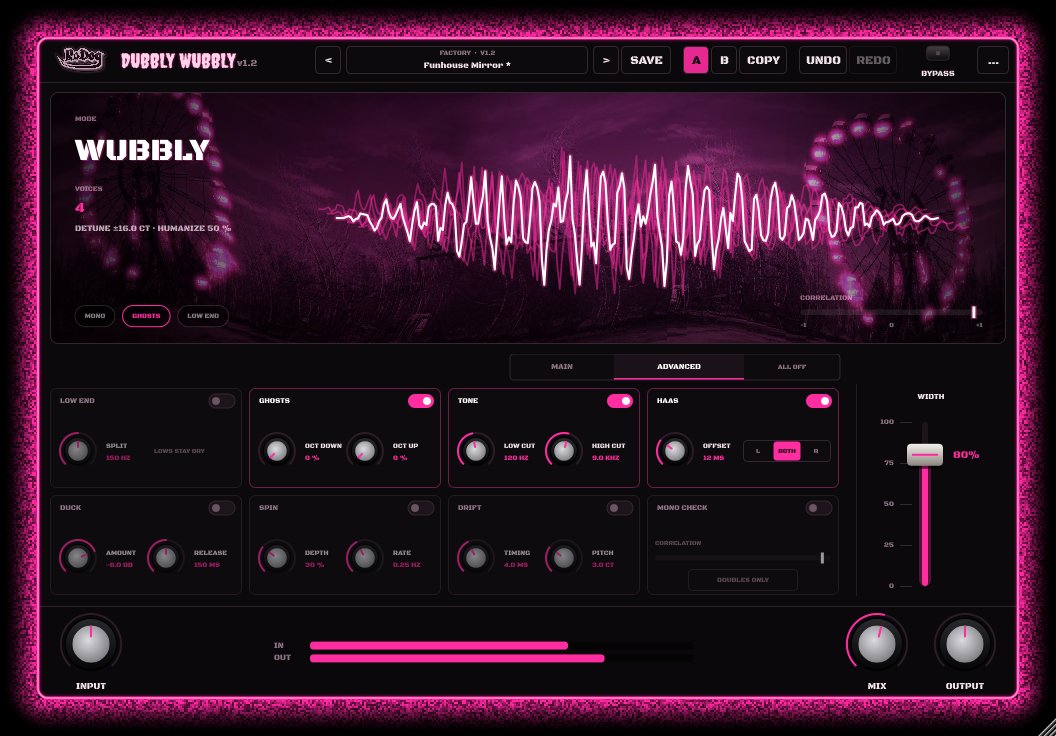 RaDog
DUBBLY WUBBLY v1.2
<
FACTORY · V1.2
Funhouse Mirror *
>
SAVE
A
B
COPY
UNDO
REDO
BYPASS
...
MODE
WUBBLY
VOICES
4
DETUNE ±16.0 CT · HUMANIZE 50 %
MONO
GHOSTS
LOW END
CORRELATION
-1 0 +1
MAIN
ADVANCED
ALL OFF
LOW END
SPLIT
150 HZ
LOWS STAY DRY
GHOSTS
OCT DOWN
0 %
OCT UP
0 %
TONE
LOW CUT
120 HZ
HIGH CUT
9.0 KHZ
HAAS
OFFSET
12 MS
L BOTH R
DUCK
AMOUNT
-6.0 DB
RELEASE
150 MS
SPIN
DEPTH
30 %
RATE
0.25 HZ
DRIFT
TIMING
4.0 MS
PITCH
3.0 CT
MONO CHECK
CORRELATION
DOUBLES ONLY
WIDTH
100
75
50
25
0
80%
INPUT
IN
OUT
MIX
OUTPUT